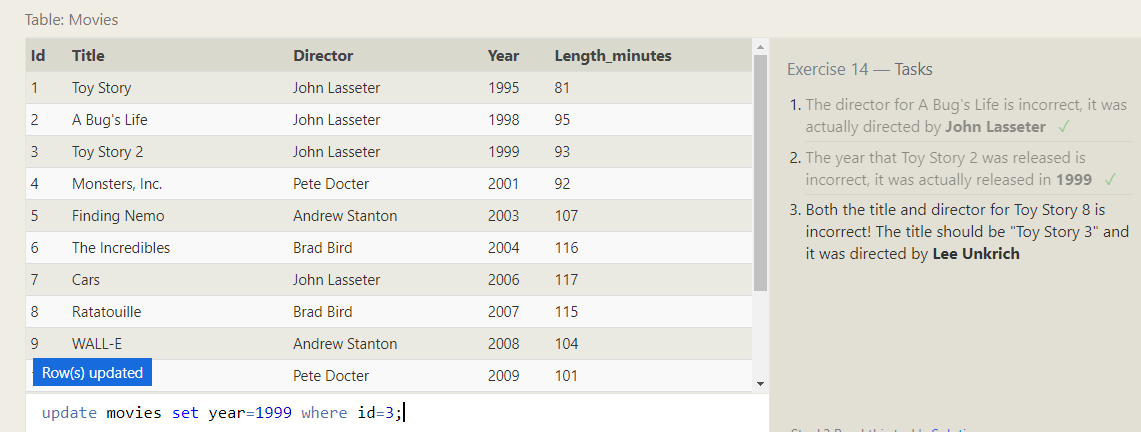 Table: Movies
Id Title Director Year Length_minutes
1 Toy Story John Lasseter 1995 81
2 A Bug's Life John Lasseter 1998 95
3 Toy Story 2 John Lasseter 1999 93
4 Monsters, Inc. Pete Docter 2001 92
5 Finding Nemo Andrew Stanton 2003 107
6 The Incredibles Brad Bird 2004 116
7 Cars John Lasseter 2006 117
8 Ratatouille Brad Bird 2007 115
9 WALL-E Andrew Stanton 2008 104
Pete Docter 2009 101
Row(s) updated
update movies set year=1999 where id=3;
Exercise 14 — Tasks
1. The director for A Bug's Life is incorrect, it was
actually directed by John Lasseter ✓
2. The year that Toy Story 2 was released is
incorrect, it was actually released in 1999 ✓
3. Both the title and director for Toy Story 8 is
incorrect! The title should be "Toy Story 3" and
it was directed by Lee Unkrich